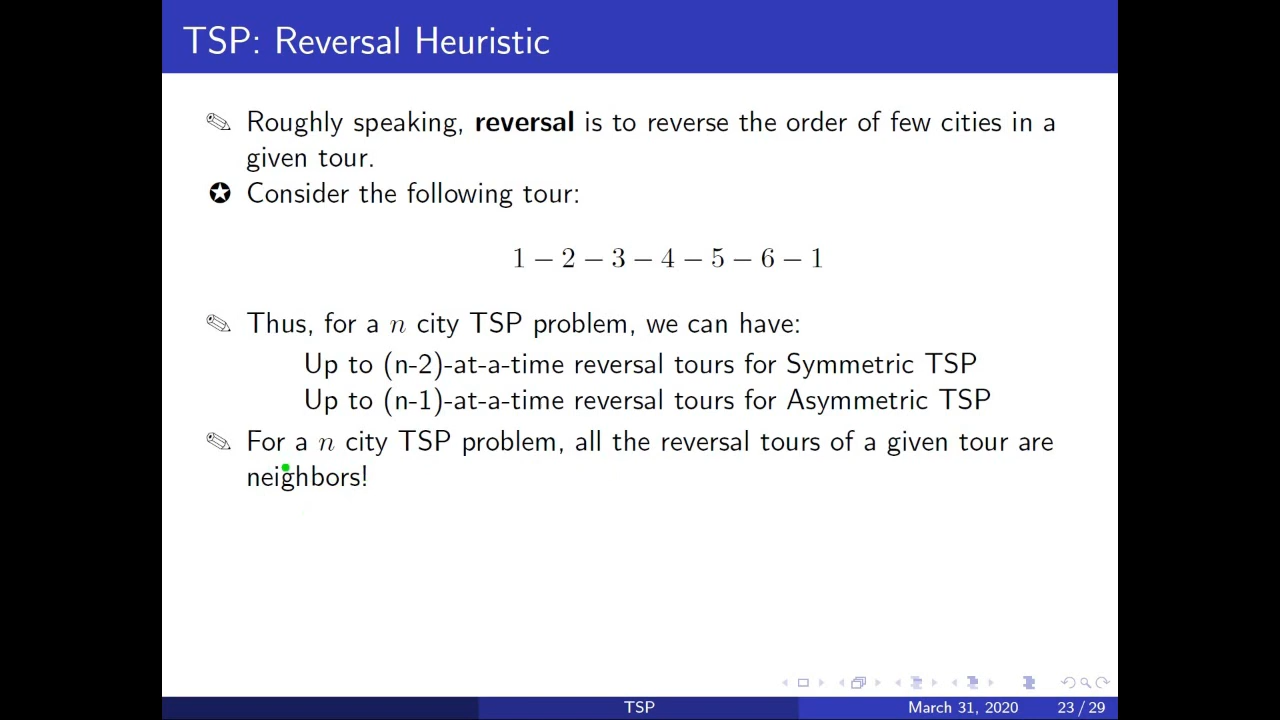 TSP: Reversal Heuristic
Roughly speaking, reversal is to reverse the order of few cities in a
given tour.
Consider the following tour:
1 − 2 − 3 − 4 − 5 − 6 − 1
Thus, for a n city TSP problem, we can have:
Up to (n-2)-at-a-time reversal tours for Symmetric TSP
Up to (n-1)-at-a-time reversal tours for Asymmetric TSP
For a n city TSP problem, all the reversal tours of a given tour are
neighbors!
TSP
March 31, 2020
23 / 29